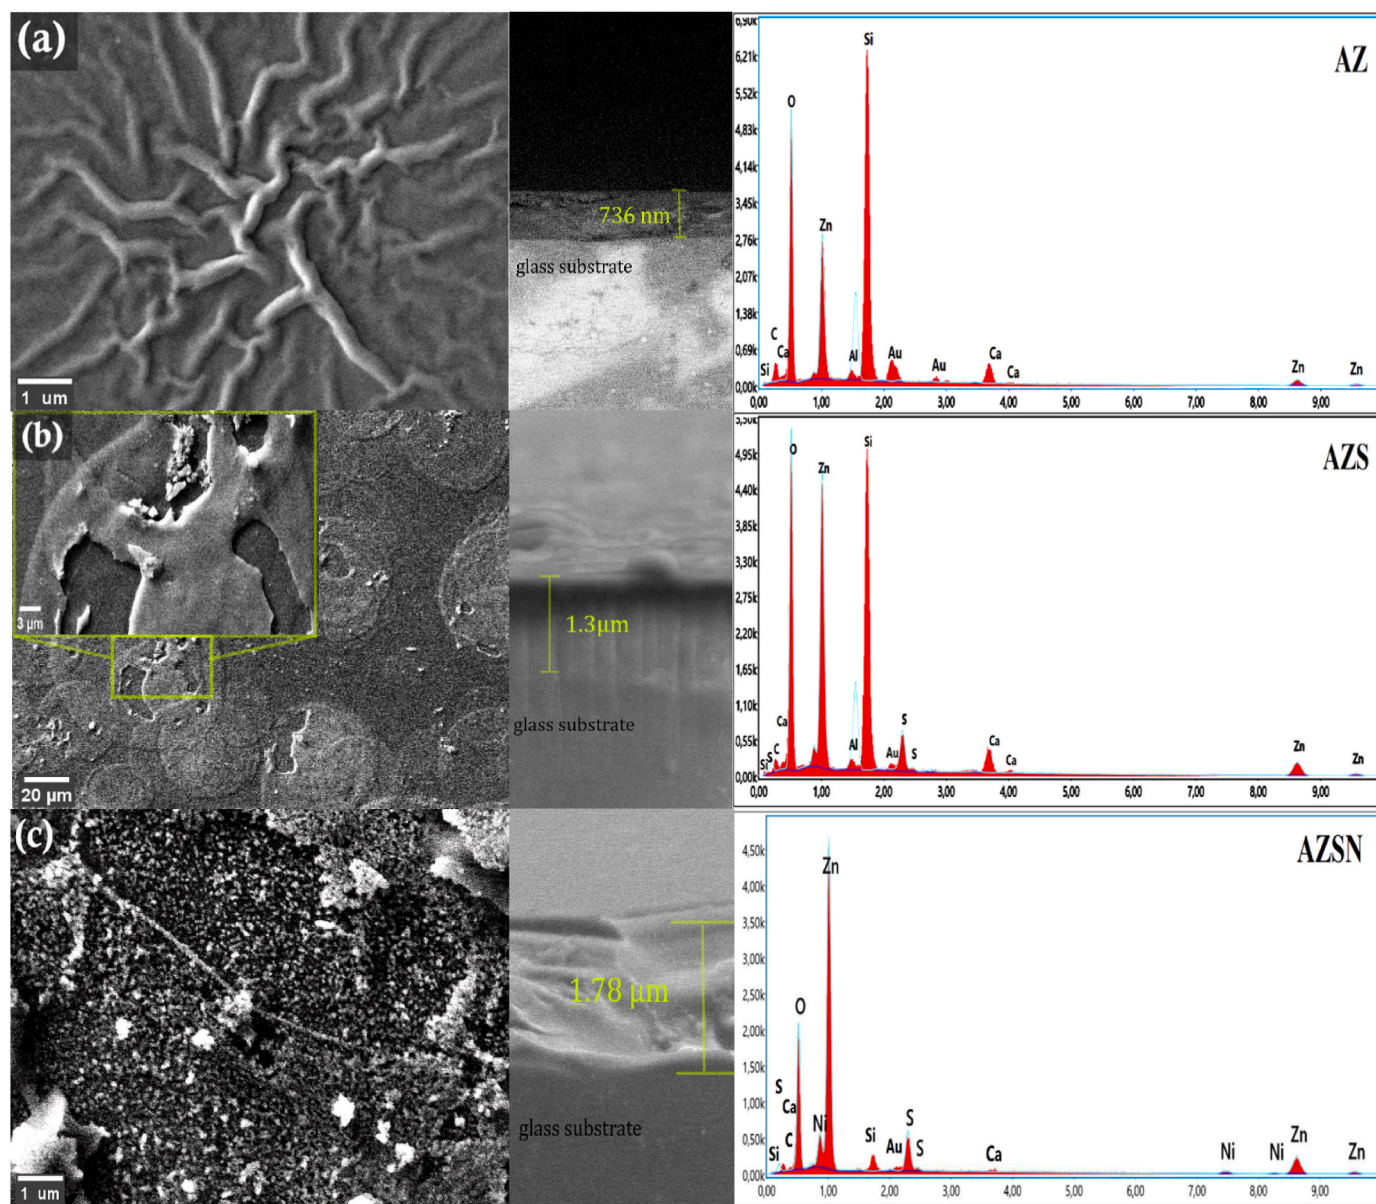 (a)
1 um
736 nm
glass substrate
AZ
6,90k
6,21k
5,52k
4,83k
4,14k
3,45k
2,76k
2,07k
1,38k
0,69k
0,00k
Si
O
Zn
C
Ca
Si
Al
Au
Au
Ca
Ca
Zn
Zn
0,00 1,00 2,00 3,00 4,00 5,00 6,00 7,00 8,00 9,00
(b)
3 µm
20 µm
1.3µm
glass substrate
AZS
4,95k
4,40k
3,85k
3,30k
2,75k
2,20k
1,65k
1,10k
0,55k
0,00k
O
Zn
Si
Ca
C
S
Si
Al
Au
S
S
Ca
Ca
Zn
Zn
0,00 1,00 2,00 3,00 4,00 5,00 6,00 7,00 8,00 9,00
(c)
1 um
1.78 µm
glass substrate
AZSN
4,50k
4,00k
3,50k
3,00k
2,50k
2,00k
1,50k
1,00k
0,50k
0,00k
Zn
O
S
Ca
C
Si
Ni
Si
Au
S
S
Ca
Ni
Ni
Zn
Zn
0,00 1,00 2,00 3,00 4,00 5,00 6,00 7,00 8,00 9,00